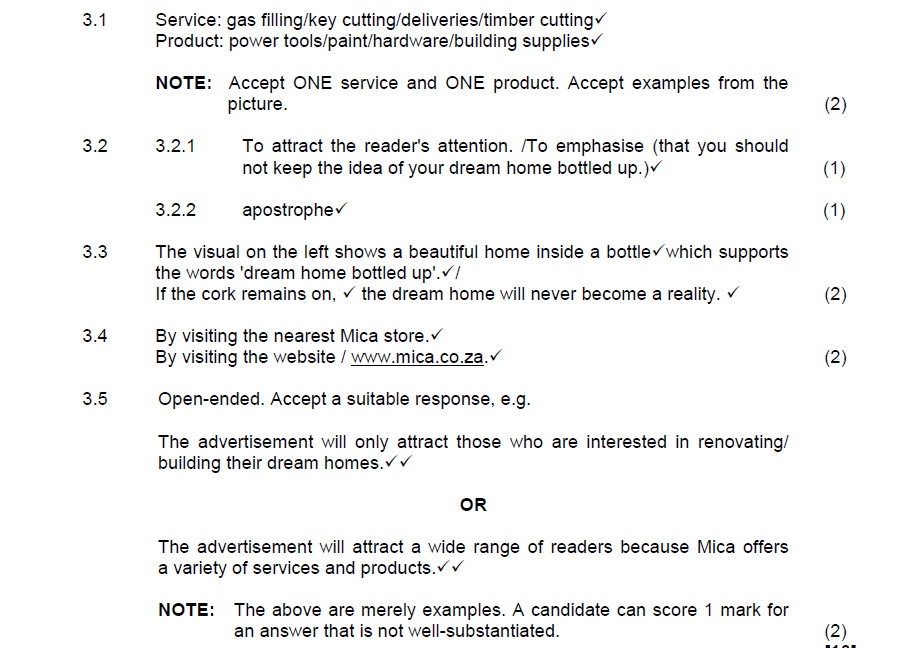 3.1 Service: gas filling/key cutting/deliveries/timber cutting✓
Product: power tools/paint/hardware/building supplies✓
NOTE: Accept ONE service and ONE product. Accept examples from the
picture. (2)
3.2 3.2.1 To attract the reader's attention. /To emphasise (that you should
not keep the idea of your dream home bottled up.)✓ (1)
3.2.2 apostrophe✓ (1)
3.3 The visual on the left shows a beautiful home inside a bottle✓which supports
the words 'dream home bottled up'.✓/
If the cork remains on, ✓ the dream home will never become a reality. ✓ (2)
3.4 By visiting the nearest Mica store.✓
By visiting the website / www.mica.co.za.✓ (2)
3.5 Open-ended. Accept a suitable response, e.g.
The advertisement will only attract those who are interested in renovating/
building their dream homes.✓✓
OR
The advertisement will attract a wide range of readers because Mica offers
a variety of services and products.✓✓
NOTE: The above are merely examples. A candidate can score 1 mark for
an answer that is not well-substantiated. (2)